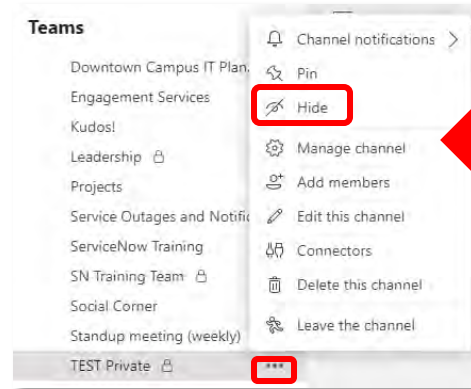 Teams
Downtown Campus IT Plan.
Engagement Services
Kudos!
Leadership
Projects
Service Outages and Notific
ServiceNow Training
SN Training Team
Social Corner
Standup meeting (weekly)
TEST Private
Channel notifications
Pin
Hide
Manage channel
Add members
Edit this channel
Connectors
Delete this channel
Leave the channel